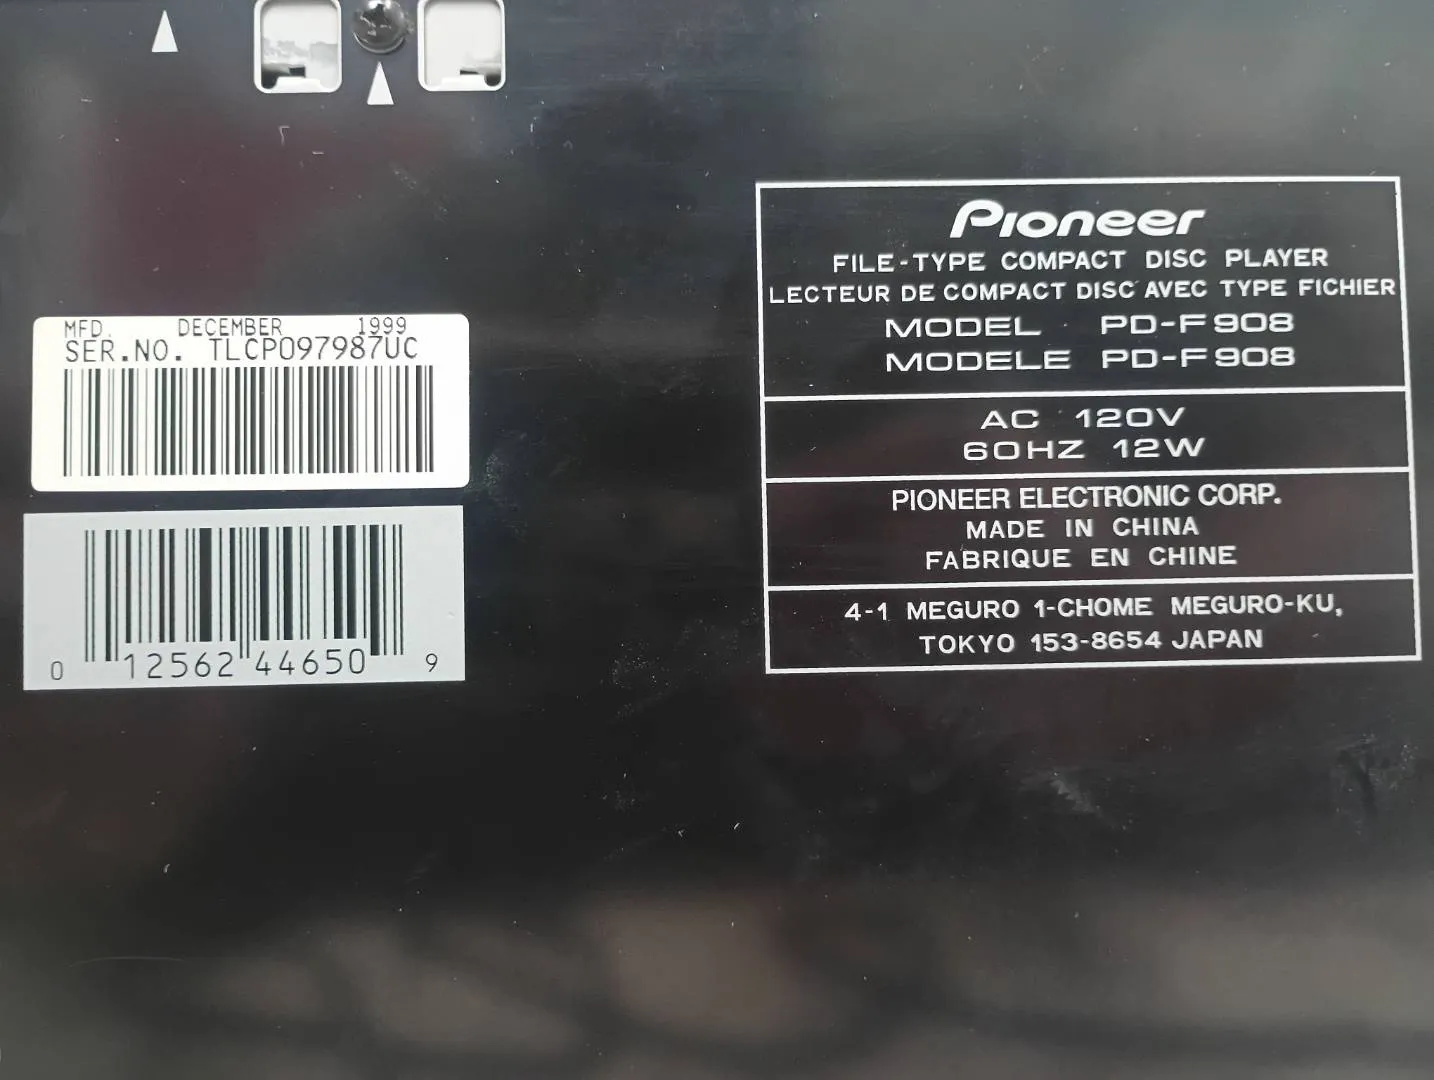 MFD. DECEMBER 1999
SER.NO. TLCP097987UC
0 12562 44650 9
Pioneer
FILE-TYPE COMPACT DISC PLAYER
LECTEUR DE COMPACT DISC AVEC TYPE FICHIER
MODEL PD-F908
MODELE PD-F908
AC 120V
60HZ 12W
PIONEER ELECTRONIC CORP.
MADE IN CHINA
FABRIQUE EN CHINE
4-1 MEGURO 1-CHOME MEGURO-KU,
TOKYO 153-8654 JAPAN